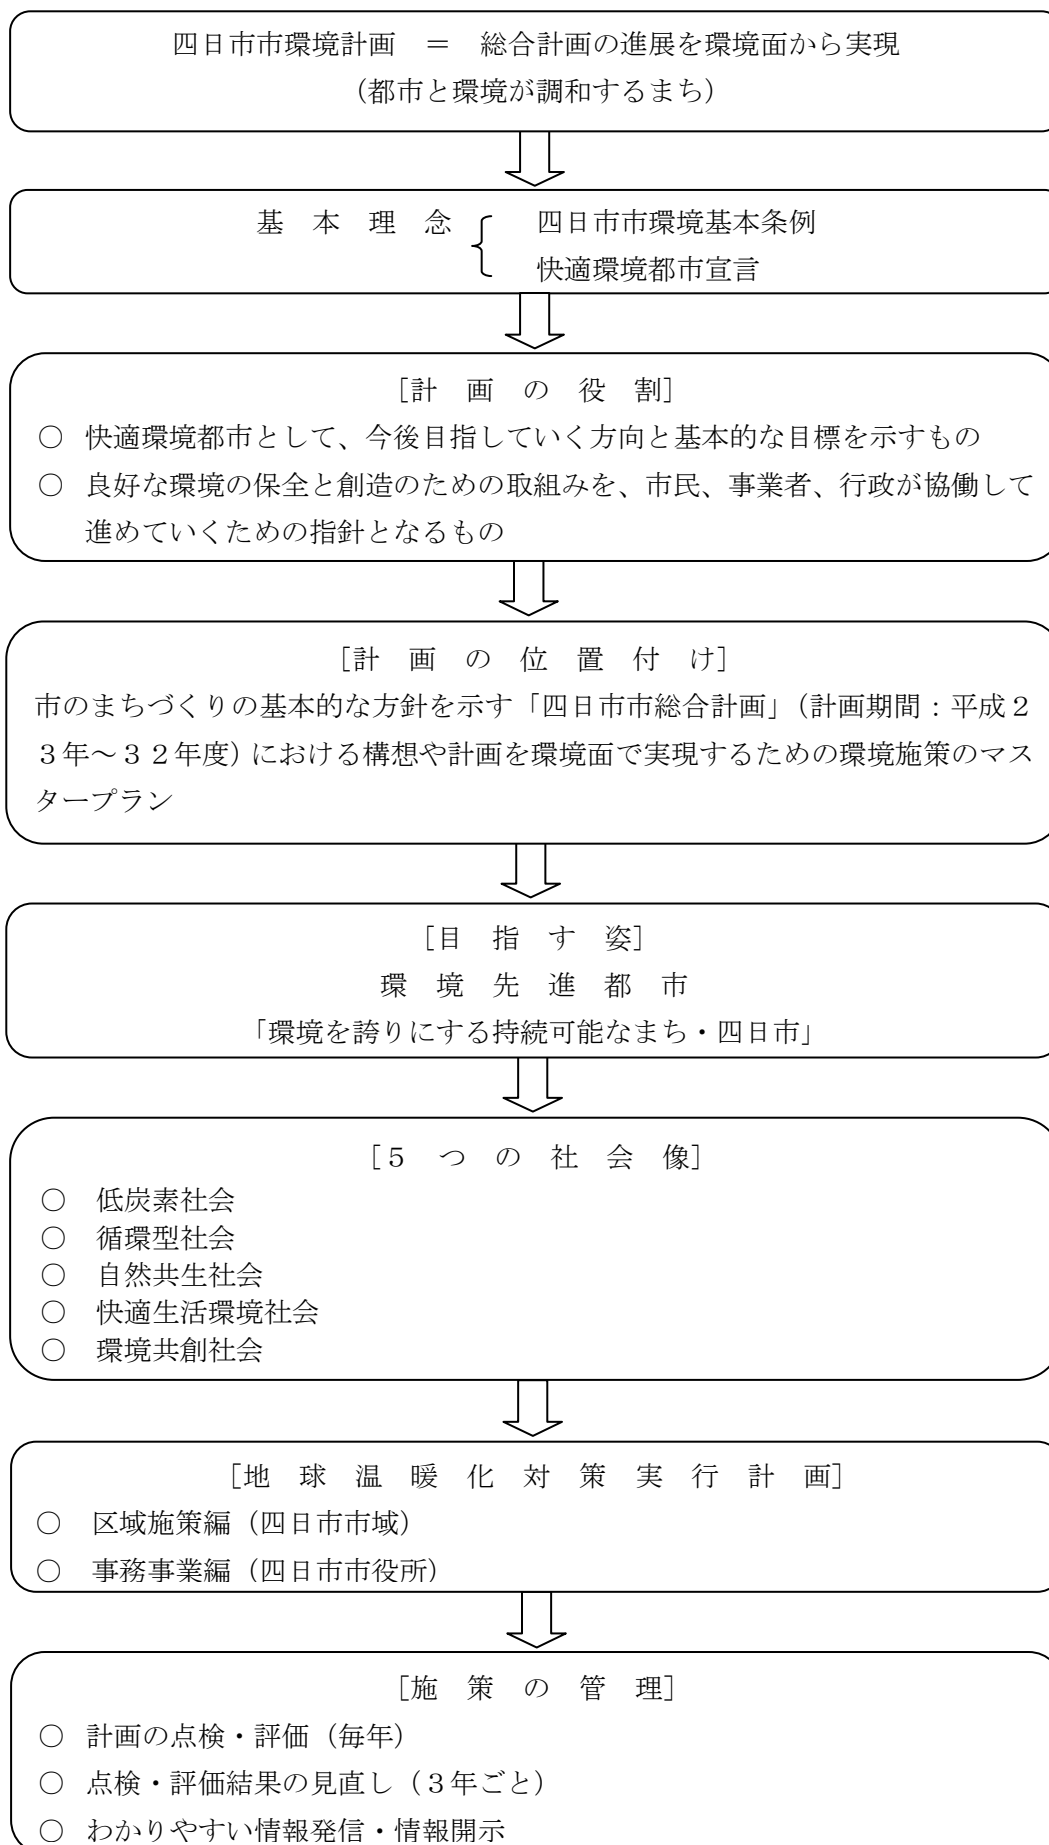 四日市市環境計画　＝　総合計画の進展を環境面から実現
（都市と環境が調和するまち）
基　本　理　念　四日市市環境基本条例
快適環境都市宣言
［計　画　の　役　割］
○　快適環境都市として、今後目指していく方向と基本的な目標を示すもの
○　良好な環境の保全と創造のための取組みを、市民、事業者、行政が協働して
進めていくための指針となるもの
［計　画　の　位　置　付　け］
市のまちづくりの基本的な方針を示す「四日市市総合計画」（計画期間：平成２
３年～３２年度）における構想や計画を環境面で実現するための環境施策のマス
タープラン
［目　指　す　姿］
環　境　先　進　都　市
「環境を誇りにする持続可能なまち・四日市」
［５　つ　の　社　会　像］
○　低炭素社会
○　循環型社会
○　自然共生社会
○　快適生活環境社会
○　環境共創社会
［地　球　温　暖　化　対　策　実　行　計　画］
○　区域施策編（四日市市域）
○　事務事業編（四日市市役所）
［施　策　の　管　理］
○　計画の点検・評価（毎年）
○　点検・評価結果の見直し（３年ごと）
○　わかりやすい情報発信・情報開示